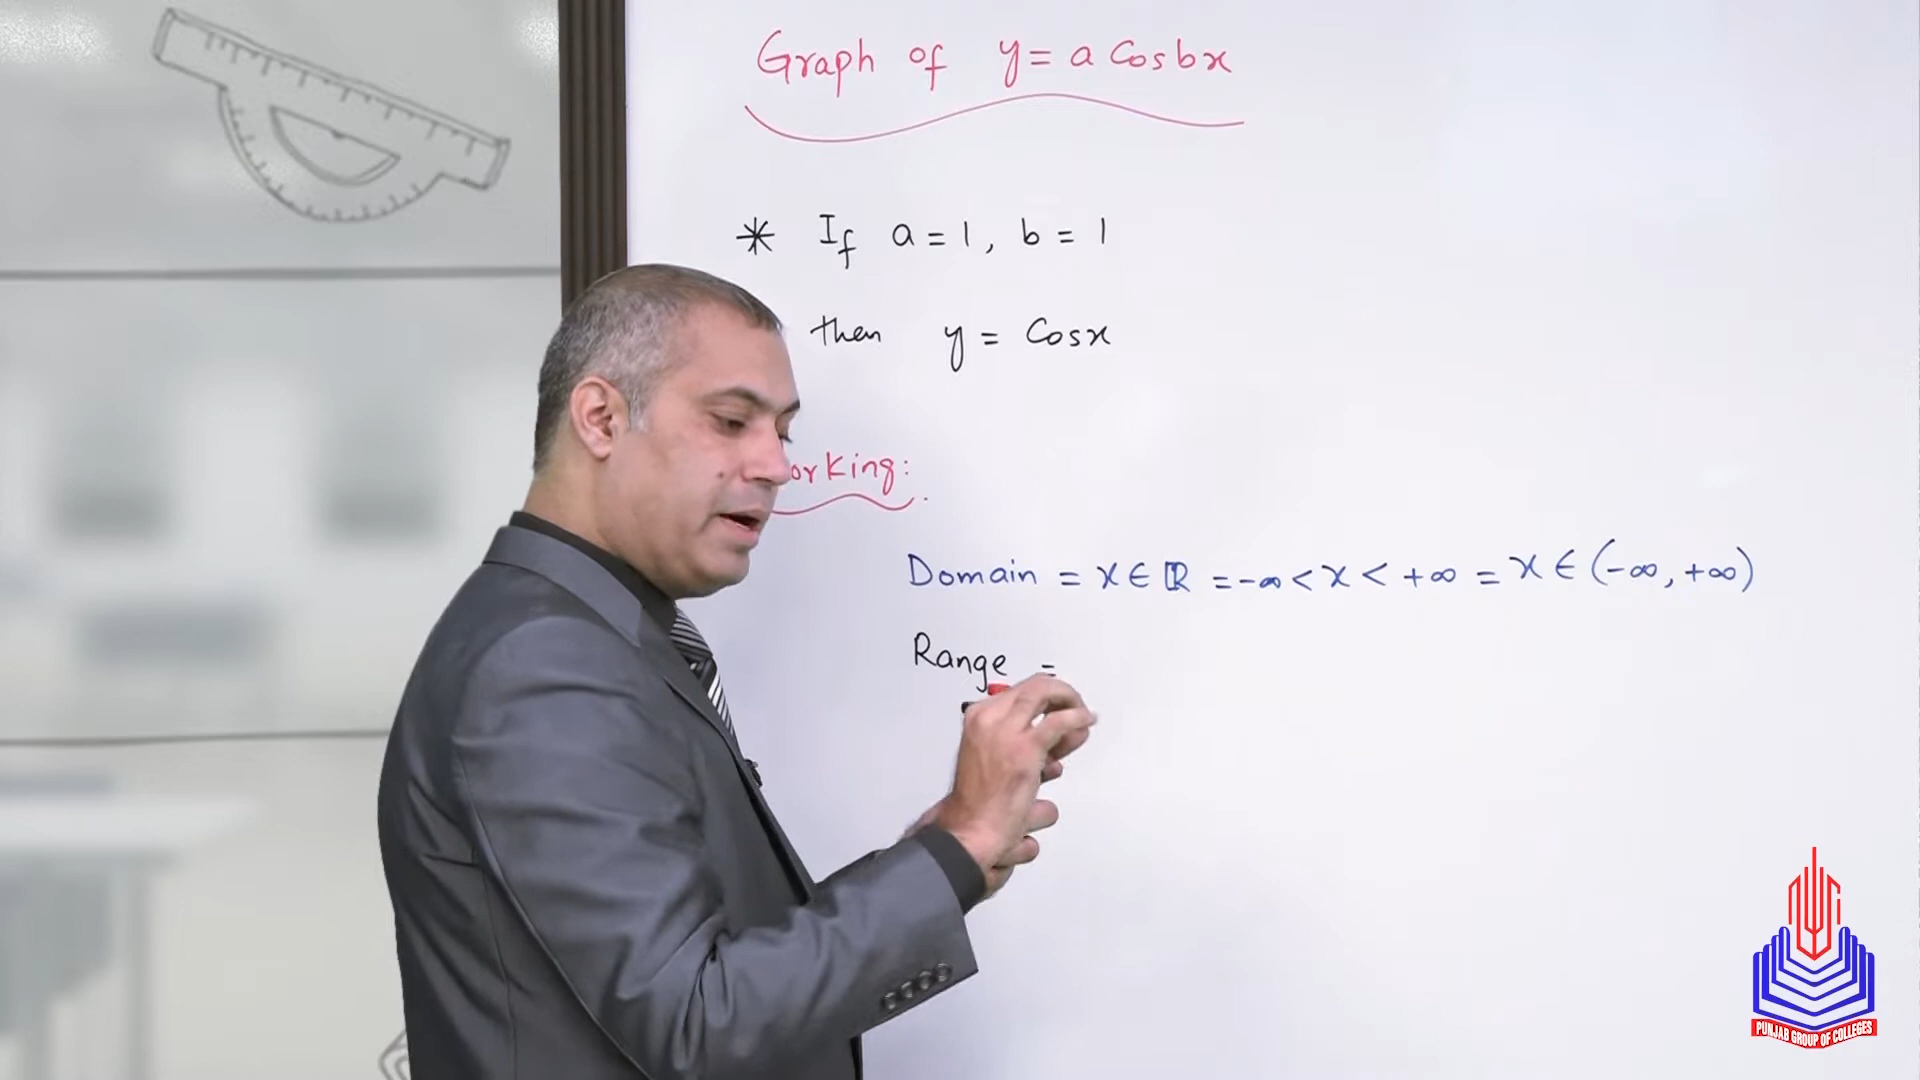 Graph of y = a Cosbx
* If a = 1, b = 1
then y = Cosx
orking:
Domain = x ∈ ℝ = -∞ < x < +∞ = x ∈ (-∞, +∞)
Range =
PUNJAB GROUP OF COLLEGES